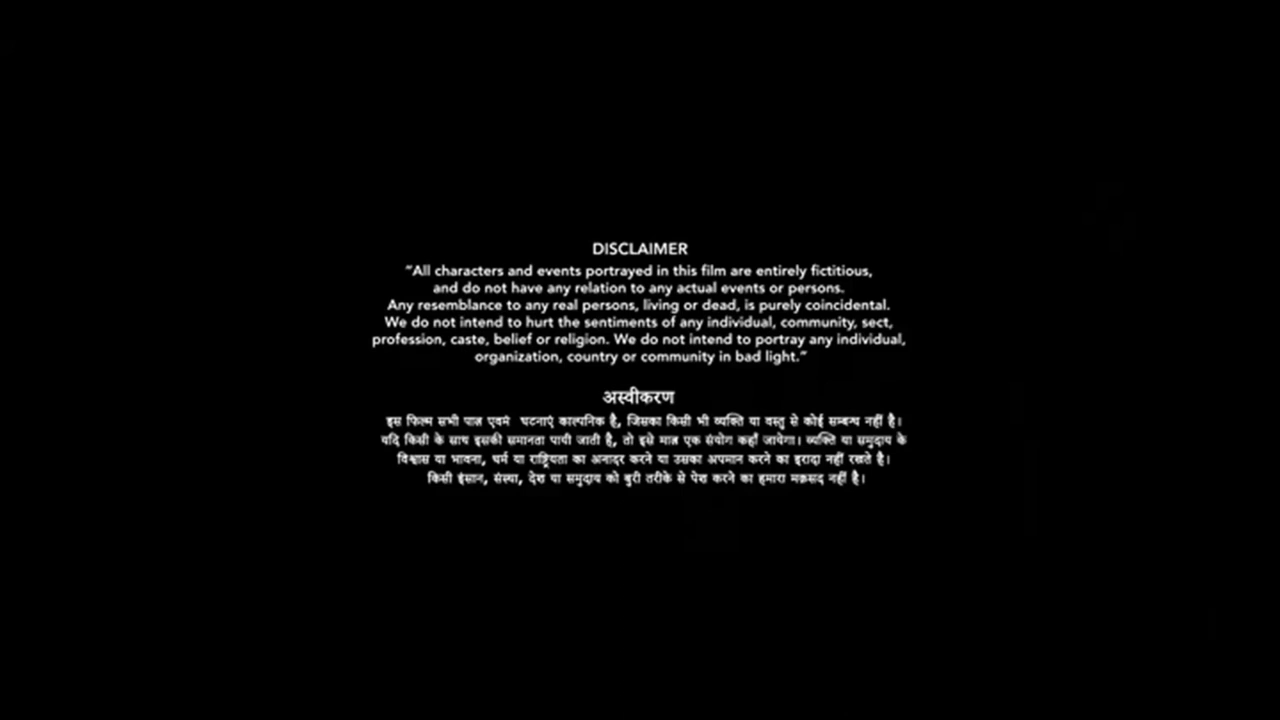 DISCLAIMER
"All characters and events portrayed in this film are entirely fictitious,
and do not have any relation to any actual events or persons.
Any resemblance to any real persons, living or dead, is purely coincidental.
We do not intend to hurt the sentiments of any individual, community, sect,
profession, caste, belief or religion. We do not intend to portray any individual,
organization, country or community in bad light."
अस्वीकरण
इस फिल्म सभी पात्र एवमं घटनाएं काल्पनिक है, जिसका किसी भी व्यक्ति या वस्तु से कोई सम्बन्ध नहीं है।
यदि किसी के साथ इसकी समानता पायी जाती है, तो इसे मात्र एक संयोग कहाँ जायेगा। व्यक्ति या समुदाय के
विश्वास या भावना, धर्म या राष्ट्रियता का अनादर करने या उसका अपमान करने का इरादा नहीं रखते है।
किसी इंसान, संस्था, देश या समुदाय को बुरी तरीके से पेश करने का हमारा मक़सद नहीं है।